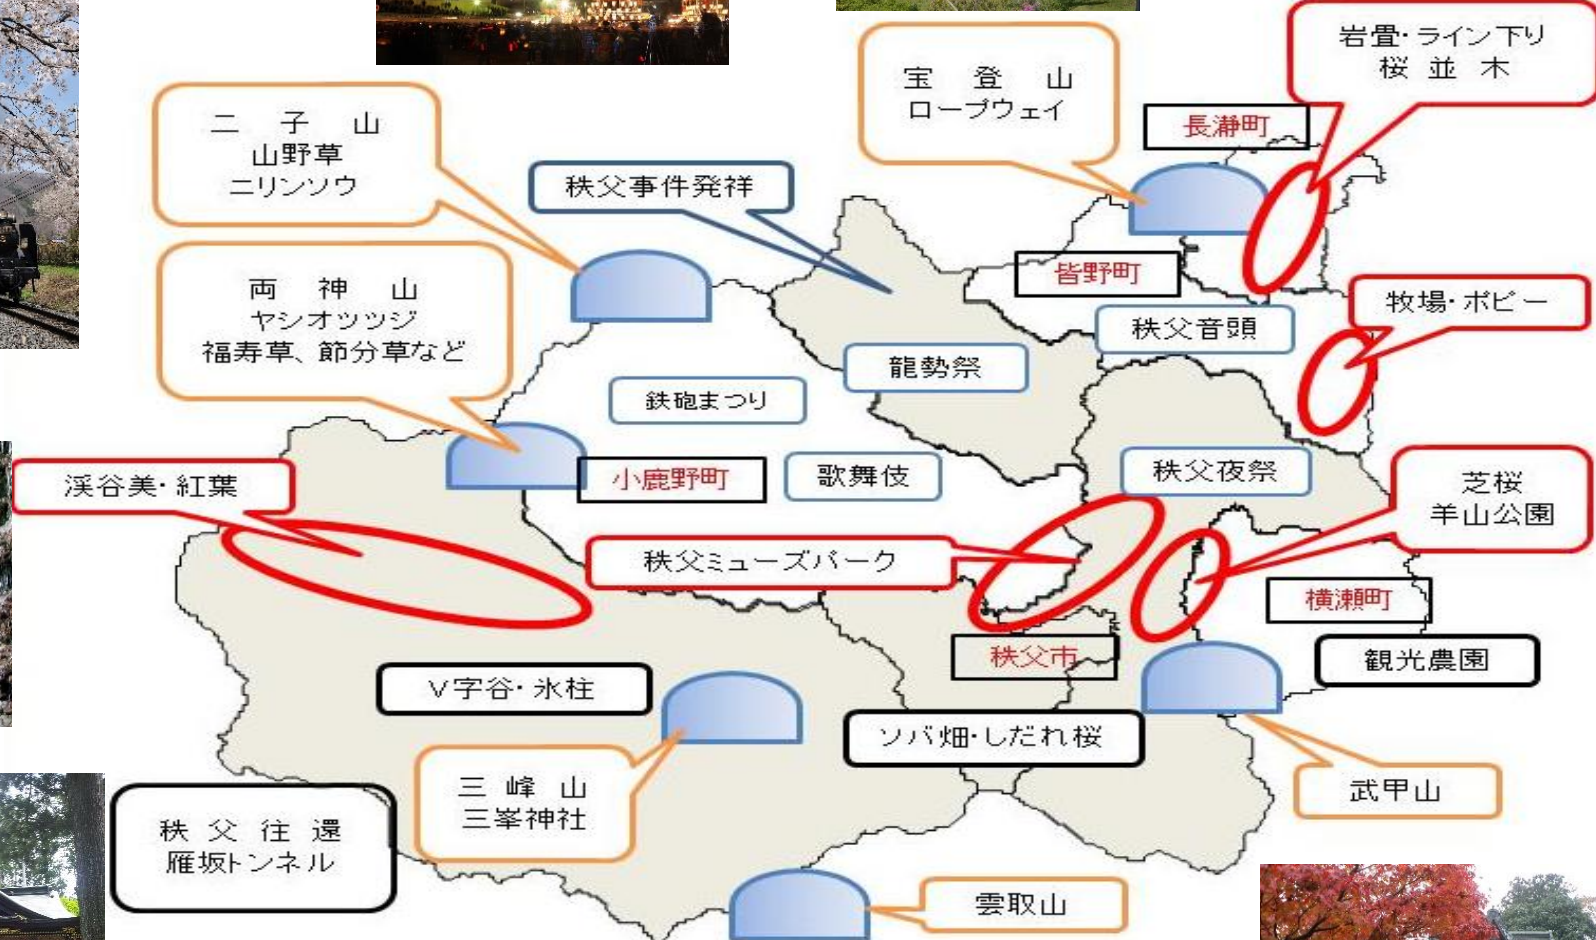 岩畳・ライン下り
桜 並 木
宝 登 山
ロープウェイ
長瀞町
二 子 山
山野草
ニリンソウ
秩父事件発祥
皆野町
両 神 山
ヤシオッツジ
福寿草、節分草など
牧場・ポピー
秩父音頭
龍勢祭
鉄砲まつり
渓谷美・紅葉
小鹿野町
歌舞伎
秩父夜祭
芝桜
羊山公園
秩父ミューズパーク
横瀬町
秩父市
観光農園
V字谷・氷柱
ソバ畑・しだれ桜
三 峰 山
三峯神社
武甲山
秩 父 往 還
雁坂トンネル
雲取山